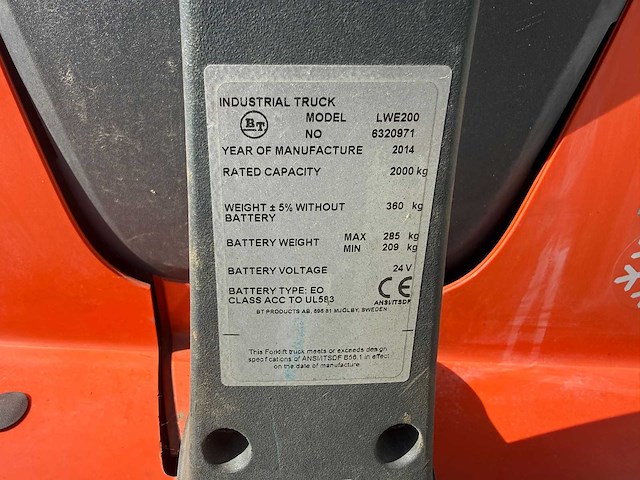 INDUSTRIAL TRUCK
BT MODEL LWE200
NO 6320971
YEAR OF MANUFACTURE 2014
RATED CAPACITY 2000 kg
WEIGHT ± 5% WITHOUT 360 kg
BATTERY
BATTERY WEIGHT MAX 285 kg
MIN 209 kg
BATTERY VOLTAGE 24 V
BATTERY TYPE: EO CE
CLASS ACC TO UL583 ANSI/ITSDF
BT PRODUCTS AB, 595 81 MJÖLBY, SWEDEN
This Forklift truck meets or exceeds design
specifications of ANSI/ITSDF B56.1 in effect
on the date of manufacture.